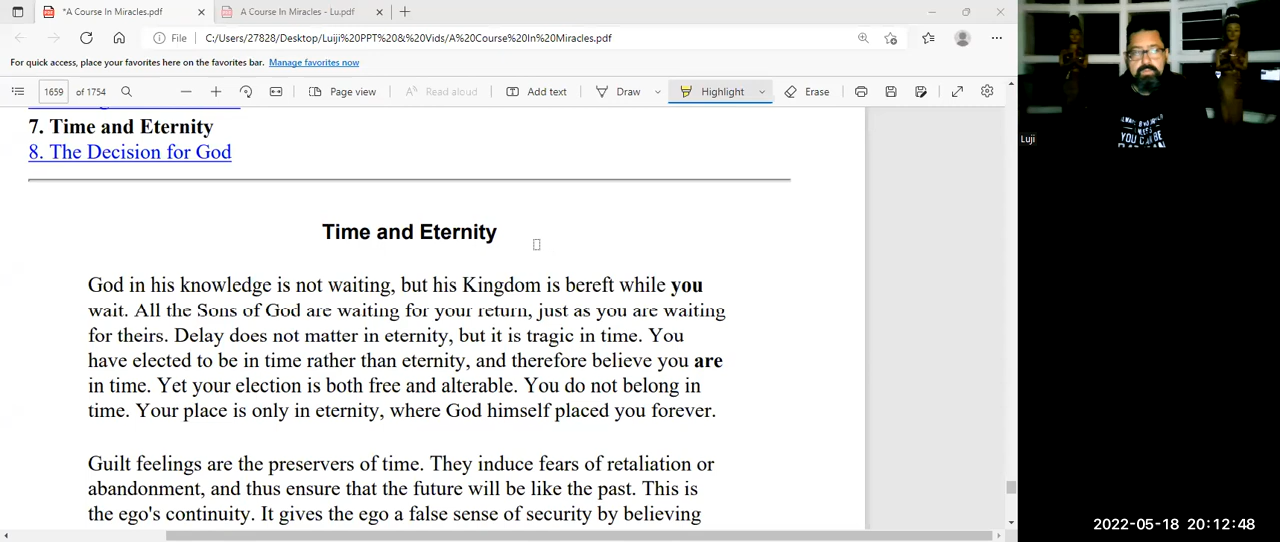 *A Course In Miracles.pdf
A Course In Miracles - Lu.pdf
File C:/Users/27828/Desktop/Luiji%20PPT%20&%20Vids/A%20Course%20In%20Miracles.pdf
For quick access, place your favorites here on the favorites bar. Manage favorites now
1659 of 1754 Page view Read aloud Add text Draw Highlight Erase
7. Time and Eternity
8. The Decision for God
Time and Eternity
God in his knowledge is not waiting, but his Kingdom is bereft while you
wait. All the Sons of God are waiting for your return, just as you are waiting
for theirs. Delay does not matter in eternity, but it is tragic in time. You
have elected to be in time rather than eternity, and therefore believe you are
in time. Yet your election is both free and alterable. You do not belong in
time. Your place is only in eternity, where God himself placed you forever.
Guilt feelings are the preservers of time. They induce fears of retaliation or
abandonment, and thus ensure that the future will be like the past. This is
the ego's continuity. It gives the ego a false sense of security by believing
Luji
YOU CAN BE
2022-05-18 20:12:48